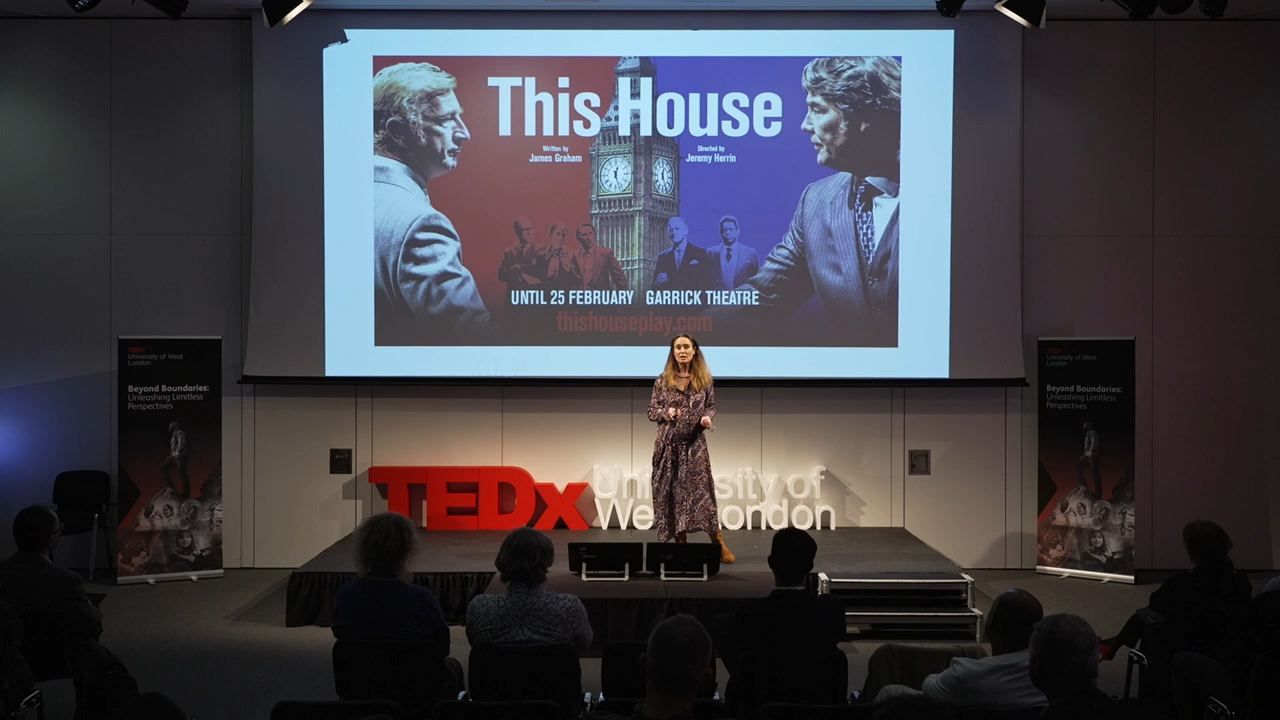 This House
Written by
James Graham
Directed by
Jeremy Herrin
UNTIL 25 FEBRUARY GARRICK THEATRE
thishouseplay.com
TEDx
University of West
London
Beyond Boundaries:
Unleashing Limitless
Perspectives
TEDx
University of West
London
Beyond Boundaries:
Unleashing Limitless
Perspectives
TEDx
University of
West London